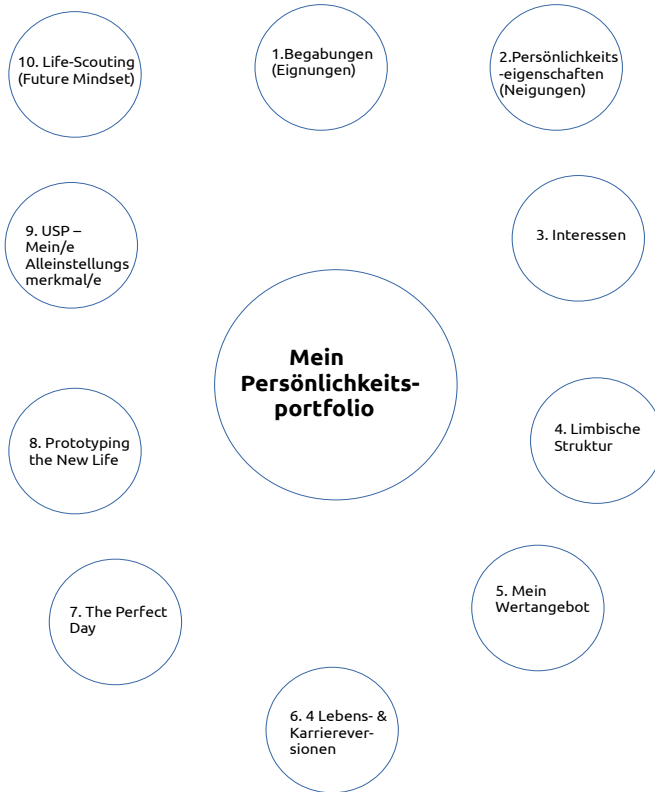 10. Life-Scouting
(Future Mindset)
1.Begabungen
(Eignungen)
2.Persönlichkeits
-eigenschaften
(Neigungen)
3. Interessen
9. USP –
Mein/e
Alleinstellungs
merkmal/e
Mein
Persönlichkeits-
portfolio
4. Limbische
Struktur
8. Prototyping
the New Life
5. Mein
Wertangebot
7. The Perfect
Day
6. 4 Lebens- &
Karrierever-
sionen